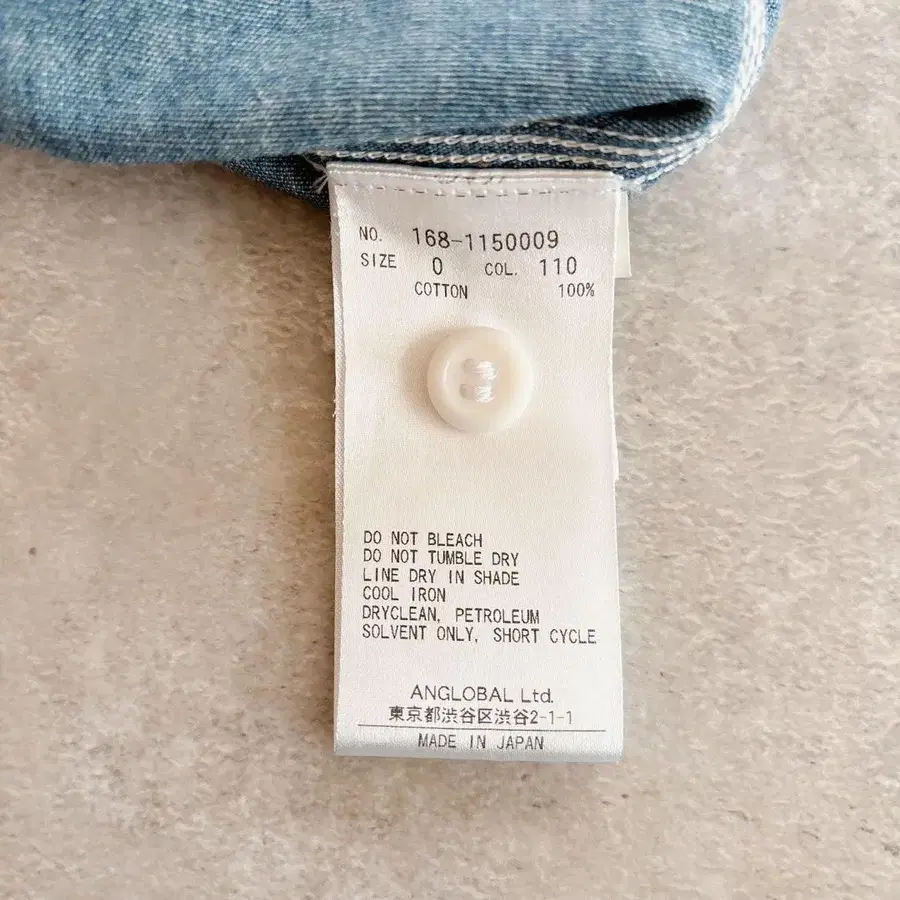 NO. 168-1150009
SIZE 0 COL. 110
COTTON 100%
DO NOT BLEACH
DO NOT TUMBLE DRY
LINE DRY IN SHADE
COOL IRON
DRYCLEAN, PETROLEUM
SOLVENT ONLY, SHORT CYCLE
ANGLOBAL Ltd.
東京都渋谷区渋谷2-1-1
MADE IN JAPAN